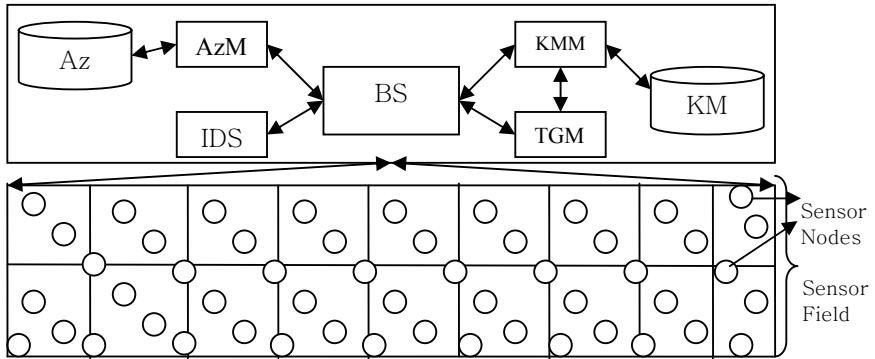 Az
AzM
BS
KMM
KM
IDS
TGM
Sensor
Nodes
Sensor
Field